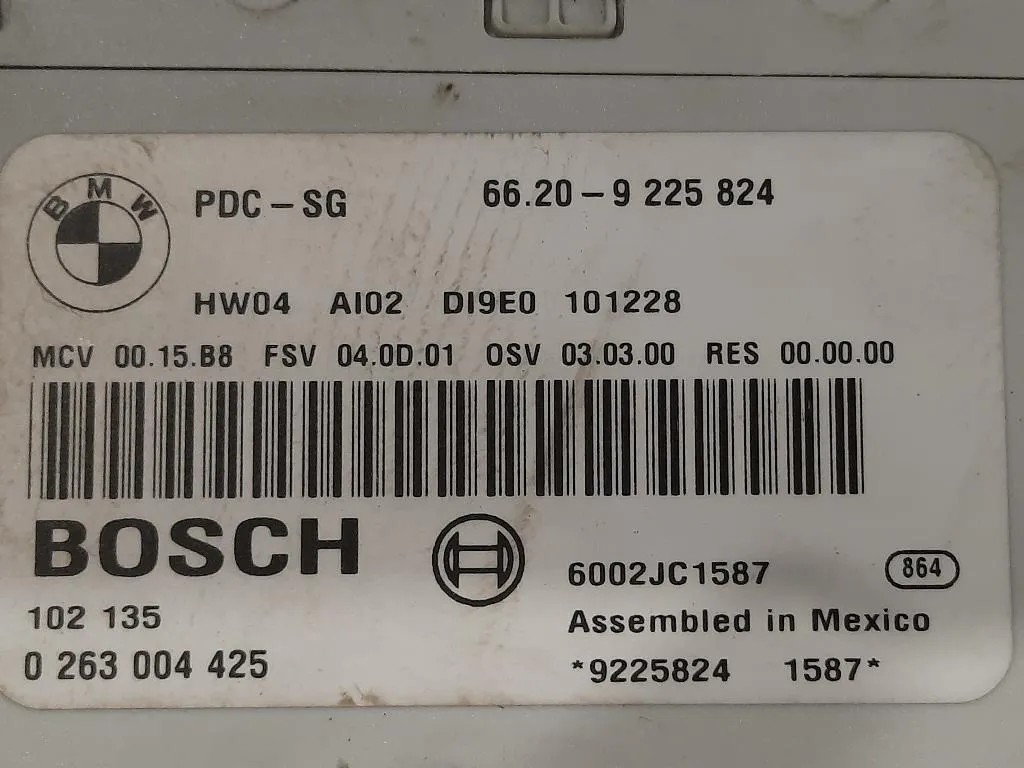 BMW
PDC – SG 66.20 – 9 225 824
HW04 AI02 DI9E0 101228
MCV 00.15.B8 FSV 04.0D.01 OSV 03.03.00 RES 00.00.00
BOSCH
6002JC1587 864
102 135 Assembled in Mexico
0 263 004 425 *9225824 1587*